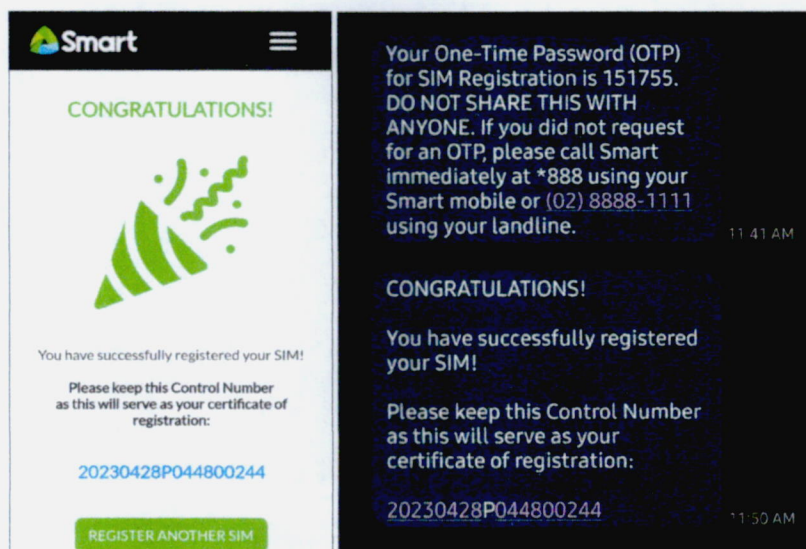 Smart
CONGRATULATIONS!
You have successfully registered your SIM!
Please keep this Control Number
as this will serve as your certificate of
registration:
20230428P044800244
REGISTER ANOTHER SIM
Your One-Time Password (OTP)
for SIM Registration is 151755.
DO NOT SHARE THIS WITH
ANYONE. If you did not request
for an OTP, please call Smart
immediately at *888 using your
Smart mobile or (02) 8888-1111
using your landline.
11:41 AM
CONGRATULATIONS!
You have successfully registered
your SIM!
Please keep this Control Number
as this will serve as your
certificate of registration:
20230428P044800244
11:50 AM